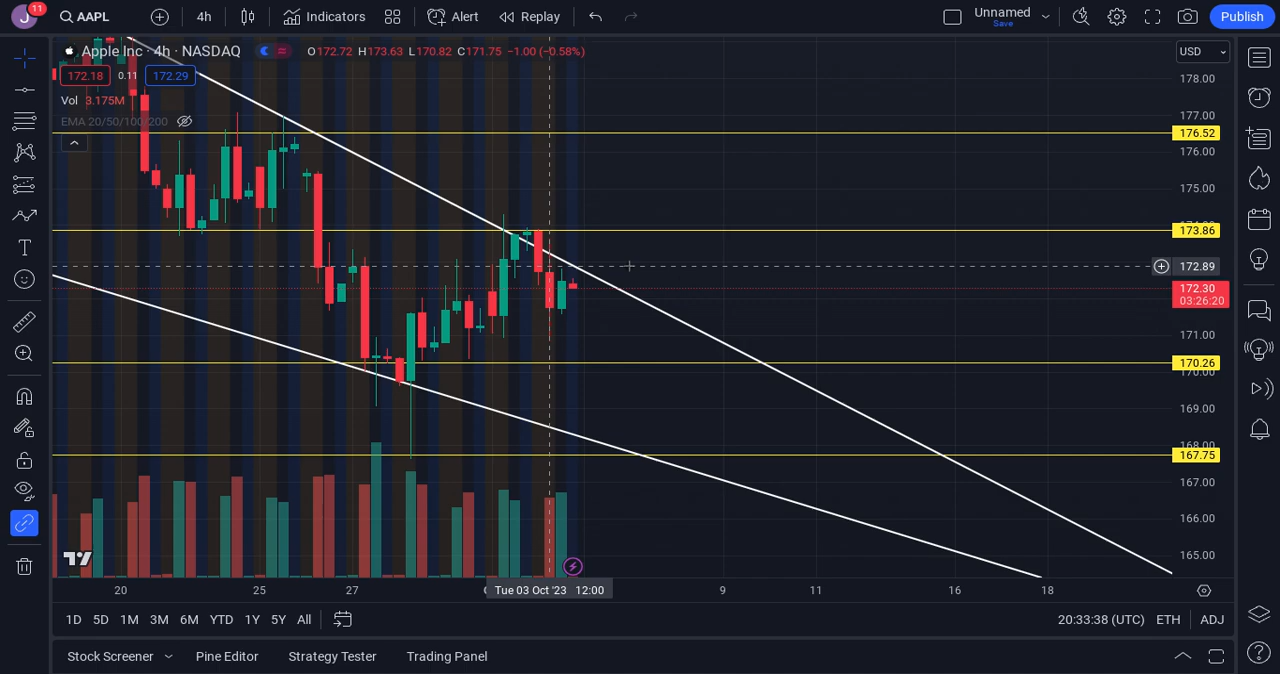 J 11 AAPL 4h Indicators Alert Replay Unnamed Save Publish
Apple Inc · 4h · NASDAQ O172.72 H173.63 L170.82 C171.75 −1.00 (−0.58%) USD
172.18 0.11 172.29
Vol 3.175M
EMA 20/50/100/200
178.00
177.00
176.52
176.00
175.00
173.86
172.89
172.30
03:26:20
171.00
170.26
170.00
169.00
168.00
167.75
167.00
166.00
165.00
20 25 27 Tue 03 Oct '23 12:00 9 11 16 18
1D 5D 1M 3M 6M YTD 1Y 5Y All 20:33:38 (UTC) ETH ADJ
Stock Screener Pine Editor Strategy Tester Trading Panel